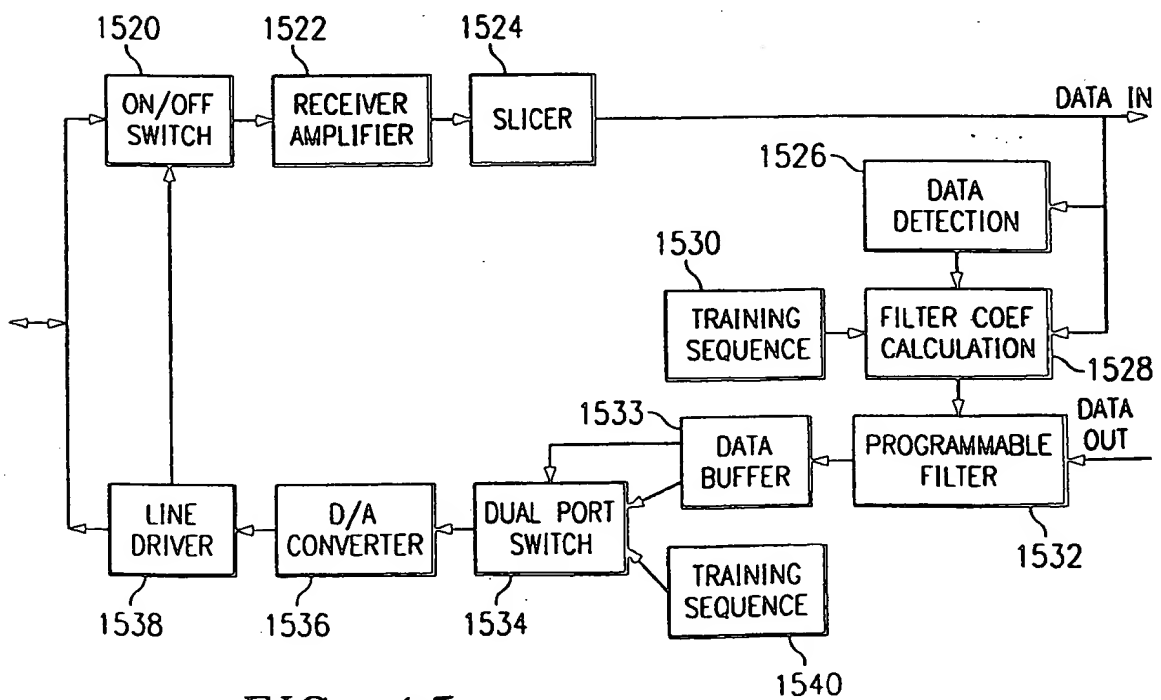 1520
1522
1524
ON/OFF
SWITCH
RECEIVER
AMPLIFIER
SLICER
DATA IN
1526
DATA
DETECTION
1530
TRAINING
SEQUENCE
FILTER COEF
CALCULATION
1528
1533
DATA
OUT
DATA
BUFFER
PROGRAMMABLE
FILTER
LINE
DRIVER
D/A
CONVERTER
DUAL PORT
SWITCH
1532
TRAINING
SEQUENCE
1538
1536
1534
1540